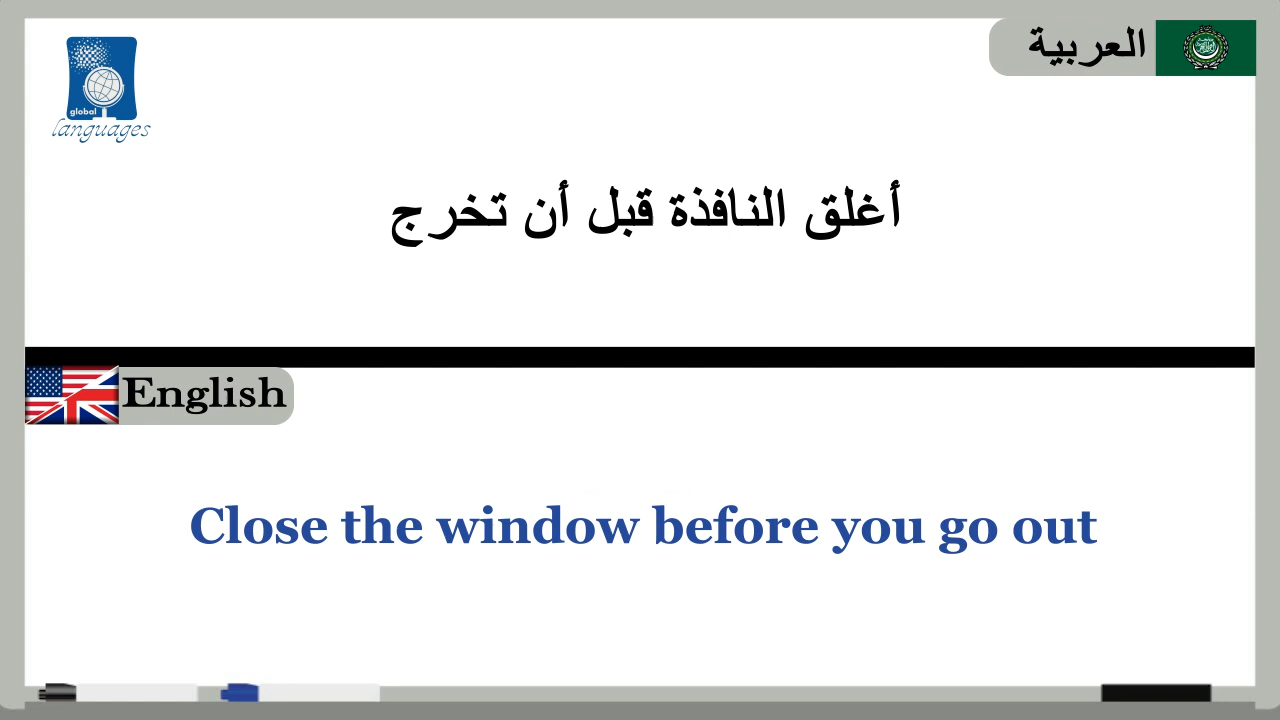 العربية
global
languages
أغلق النافذة قبل أن تخرج
English
Close the window before you go out